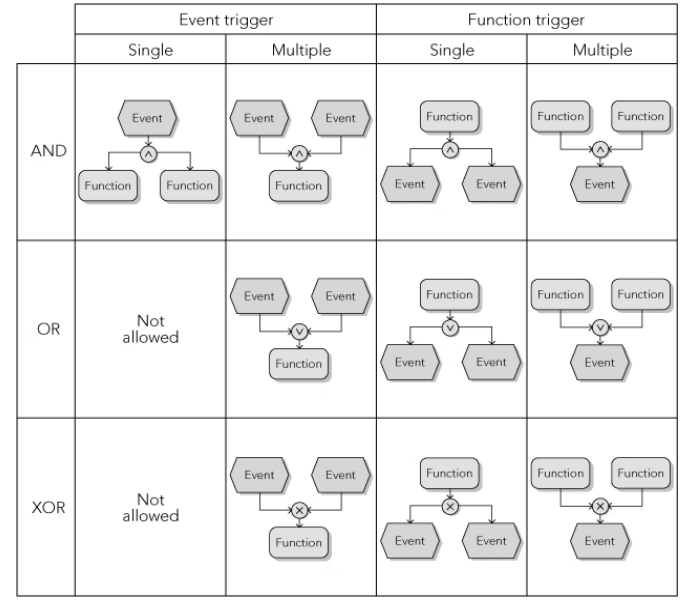 Event trigger Function trigger
Single Multiple Single Multiple
AND
Event Event Event Function Function Function
∧ ∧ ∧ ∧
Function Function Function Event Event Event
OR
Not
allowed
Event Event Function Function Function
∨ ∨ ∨
Function Event Event Event
XOR
Not
allowed
Event Event Function Function Function
× × ×
Function Event Event Event